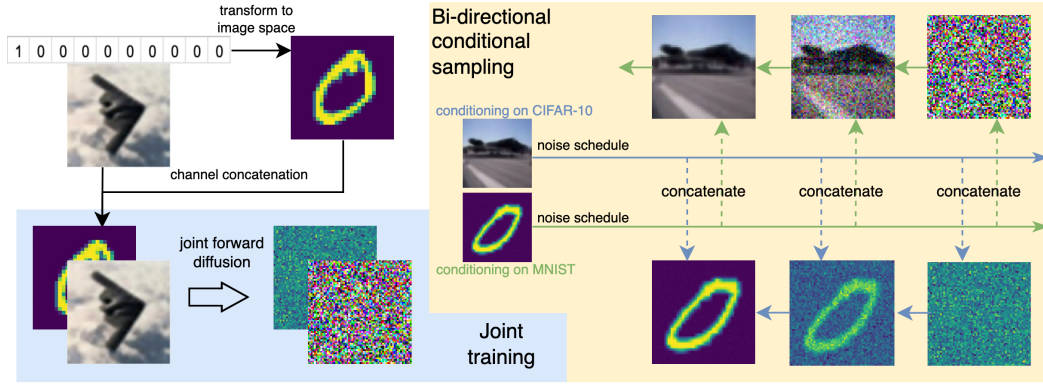 transform to
image space
1 0 0 0 0 0 0 0 0 0
channel concatenation
joint forward
diffusion
Joint
training
Bi-directional
conditional
sampling
conditioning on CIFAR-10
noise schedule
concatenate concatenate concatenate
noise schedule
conditioning on MNIST